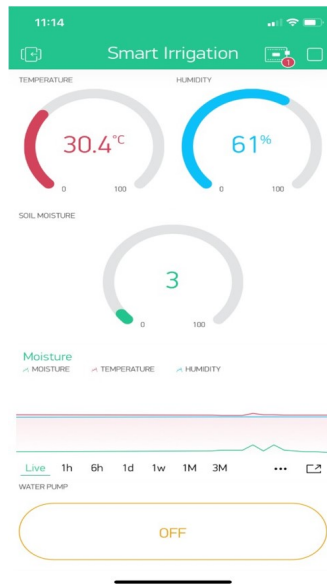 11:14
Smart Irrigation
1
TEMPERATURE HUMIDITY
30.4°C 61%
0 100 0 100
SOIL MOISTURE
3
0 100
Moisture
MOISTURE TEMPERATURE HUMIDITY
Live 1h 6h 1d 1w 1M 3M ...
WATER PUMP
OFF